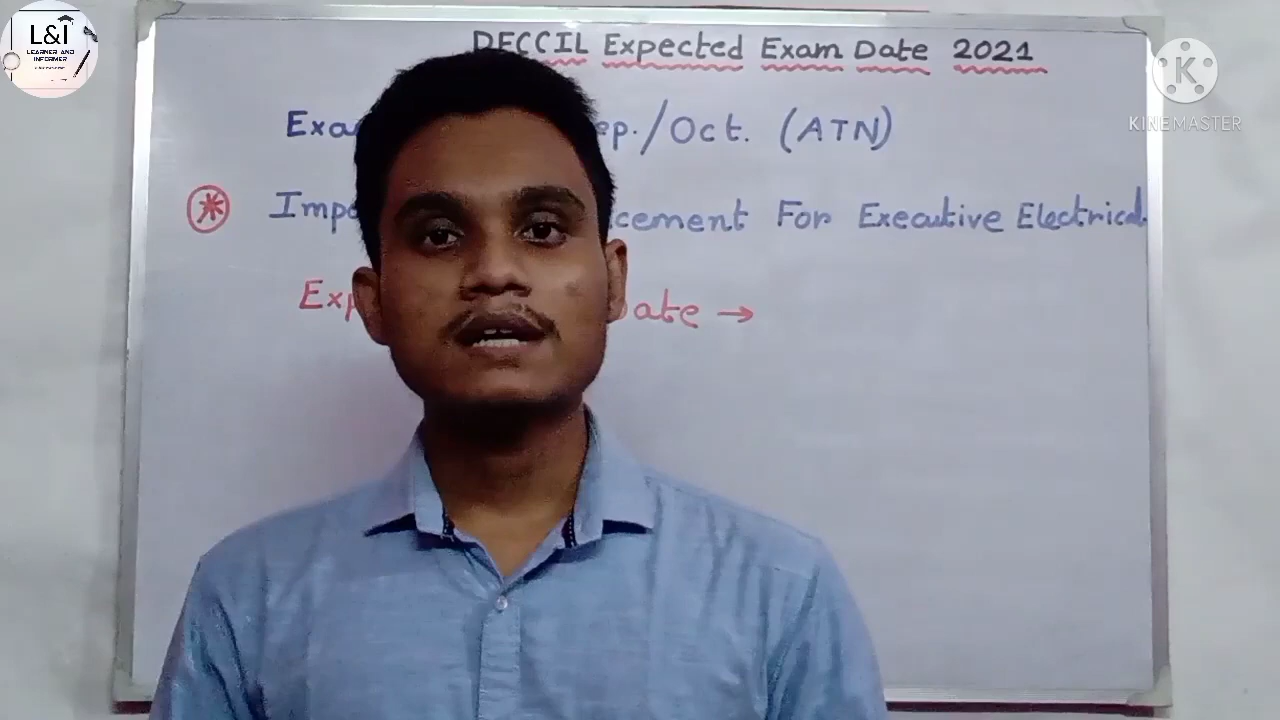 L&I
LEARNER AND
INFORMER
DFCCIL Expected Exam Date 2021
KINEMASTER
Exa ep./Oct. (ATN)
Imp cement For Executive Electrical.
Exp ate →